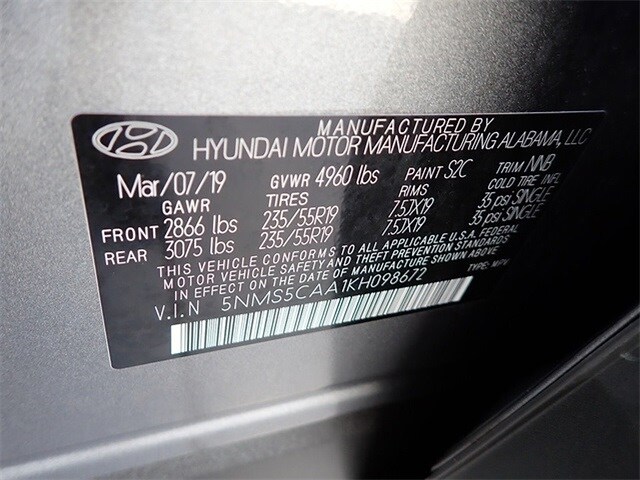 MANUFACTURED BY
HYUNDAI MOTOR MANUFACTURING ALABAMA, LLC
Mar/07/19 GVWR 4960 lbs PAINT S2C TRIM NNB
GAWR TIRES RIMS COLD TIRE INFL
FRONT 2866 lbs 235/55R19 7.5JX19 35 psi SINGLE
REAR 3075 lbs 235/55R19 7.5JX19 35 psi SINGLE
THIS VEHICLE CONFORMS TO ALL APPLICABLE U.S.A. FEDERAL
MOTOR VEHICLE SAFETY AND THEFT PREVENTION STANDARDS
IN EFFECT ON THE DATE OF MANUFACTURE SHOWN ABOVE
V.I.N 5NMS5CAA1KH098672 TYPE: MPV